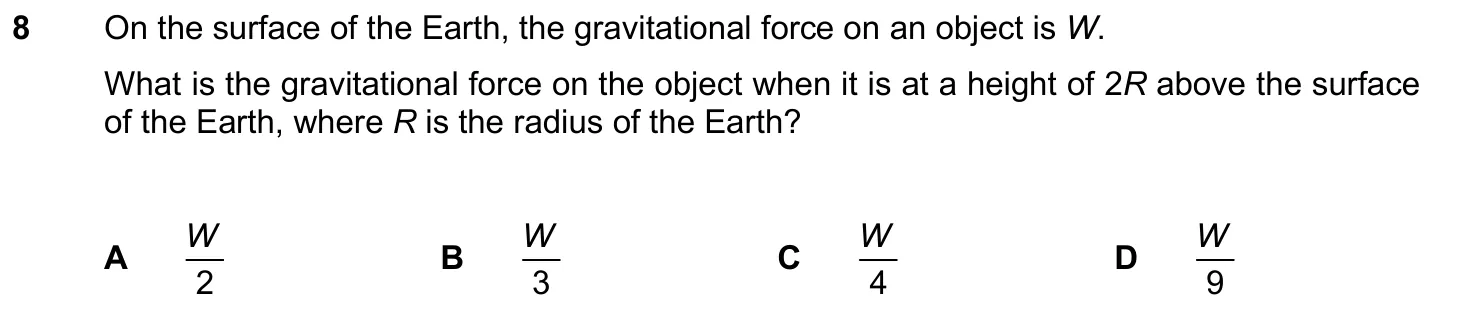 8 On the surface of the Earth, the gravitational force on an object is W.
What is the gravitational force on the object when it is at a height of 2R above the surface
of the Earth, where R is the radius of the Earth?
A W/2 B W/3 C W/4 D W/9